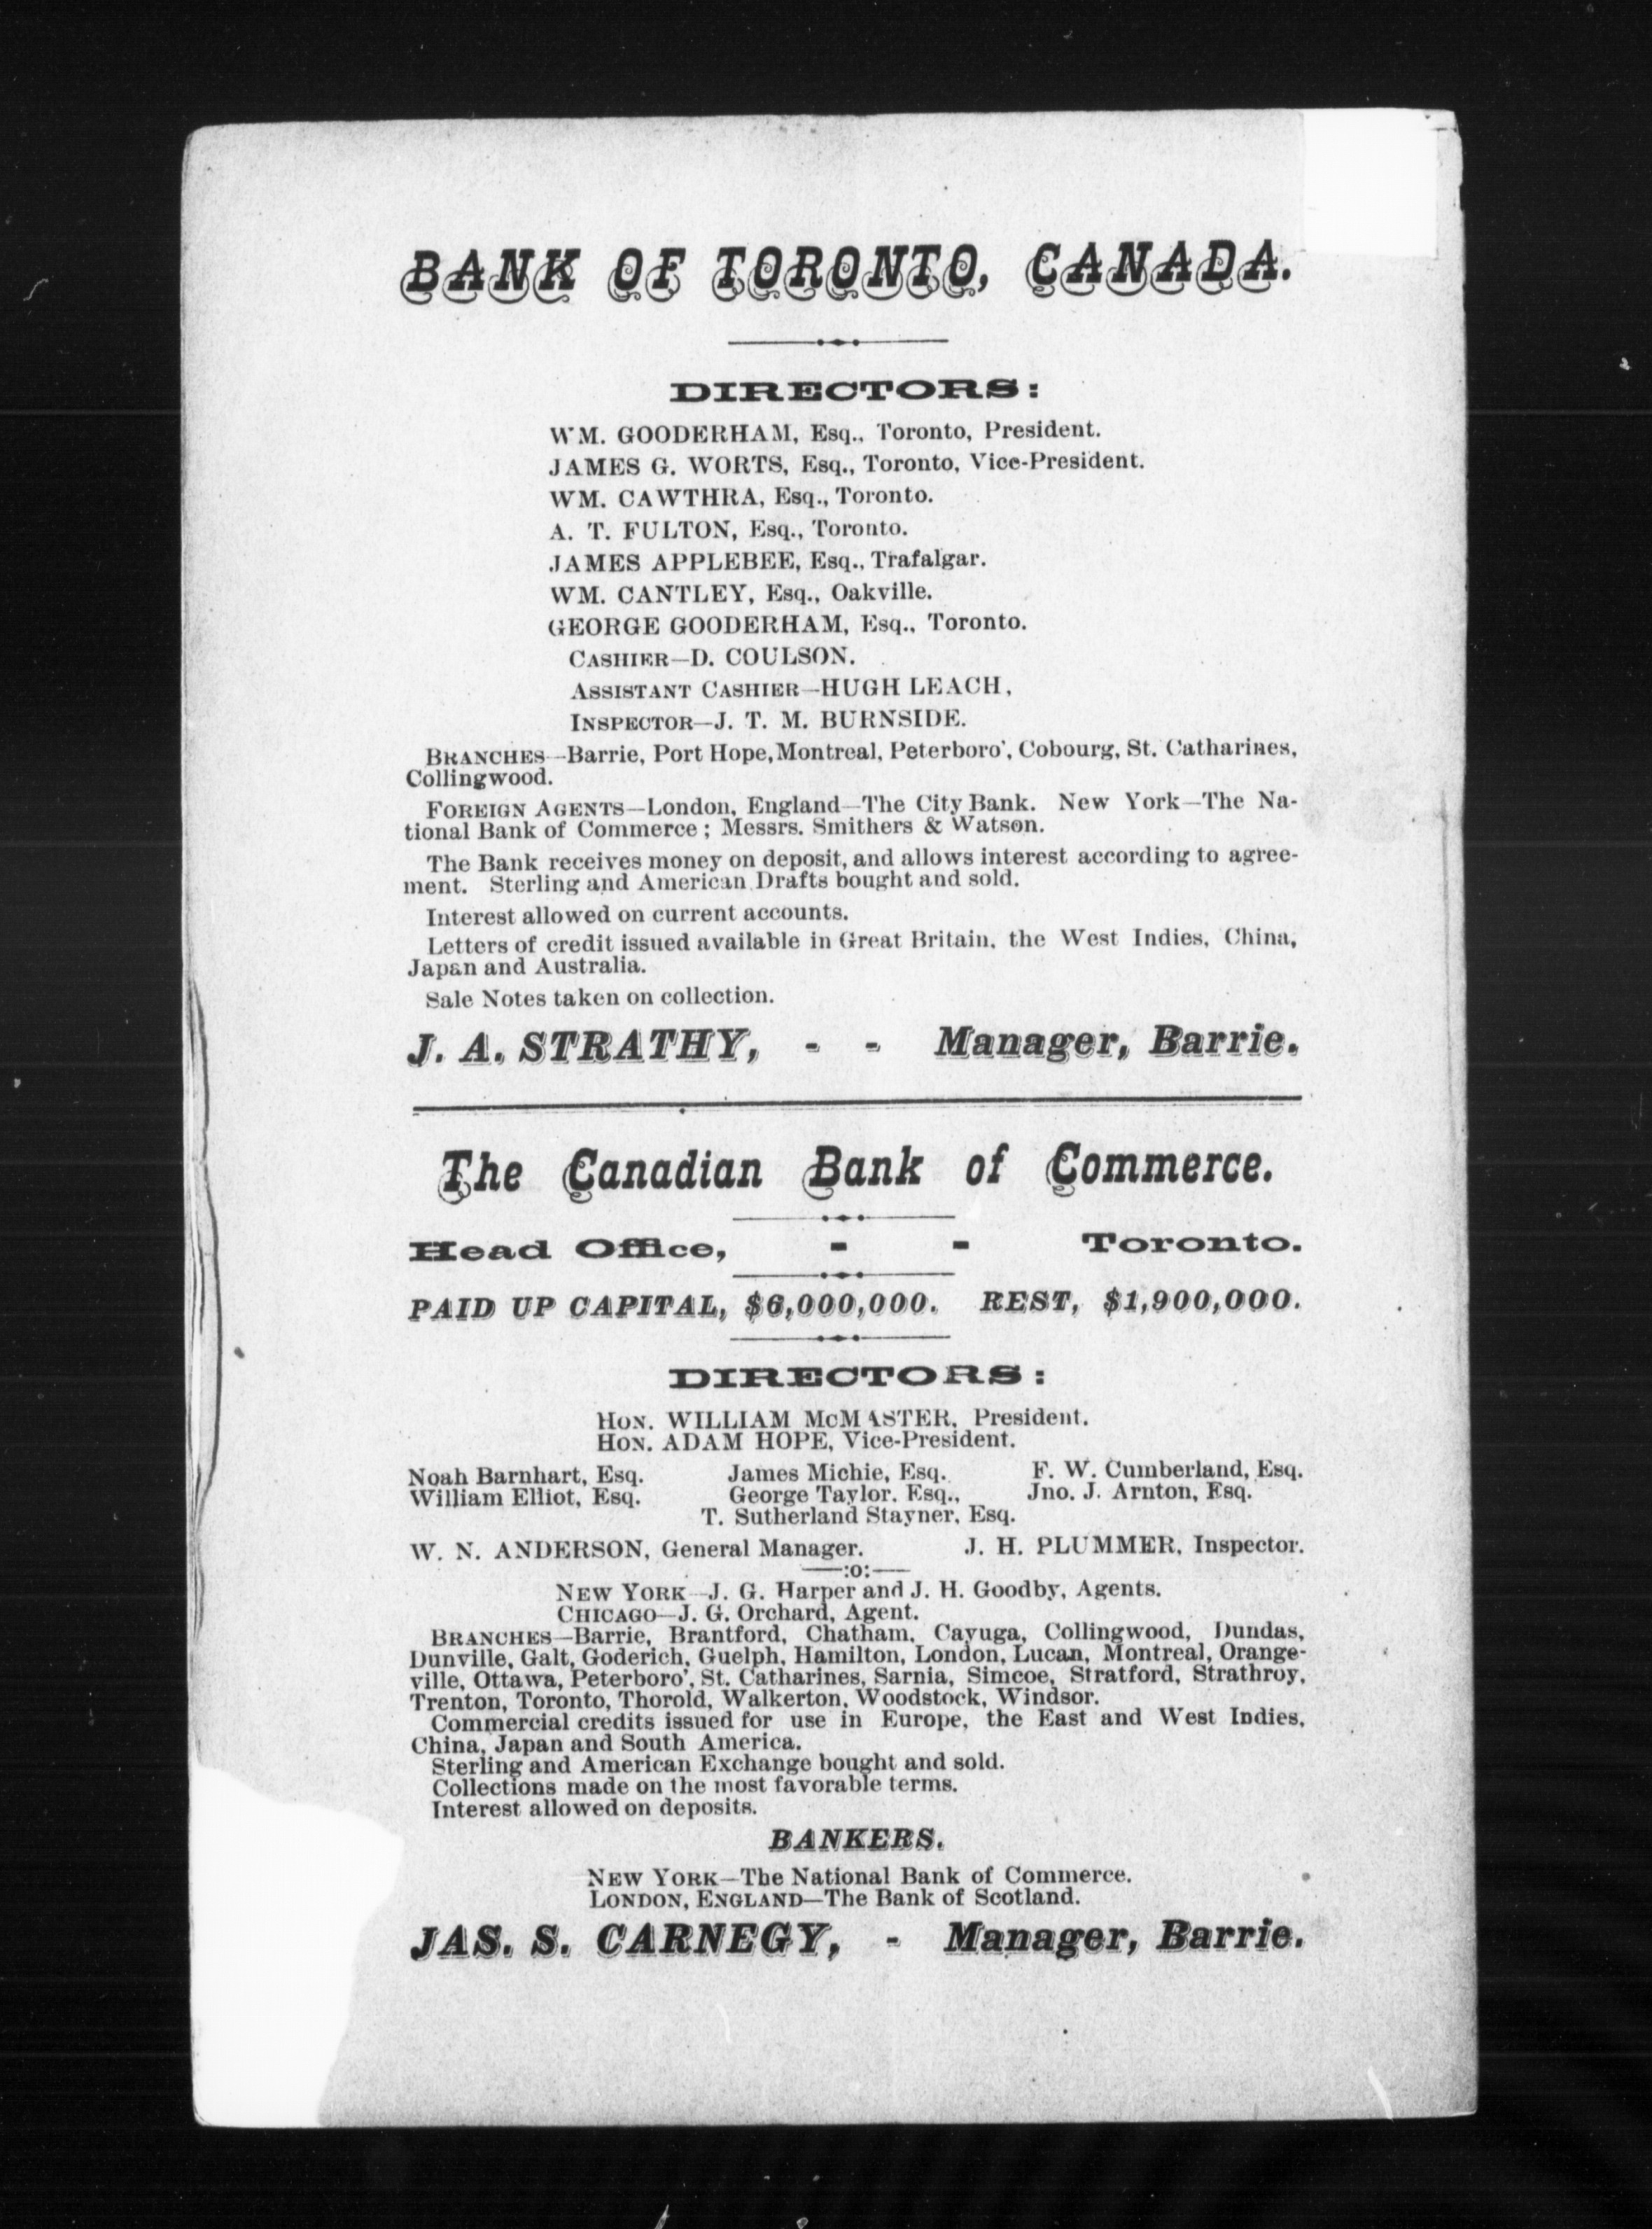 BANK OF TORONTO, CANADA.
DIRECTORS:
WM. GOODERHAM, Esq., Toronto, President.
JAMES G. WORTS, Esq., Toronto, Vice-President.
WM. CAWTHRA, Esq., Toronto.
A. T. FULTON, Esq., Toronto.
JAMES APPLEBEE, Esq., Trafalgar.
WM. CANTLEY, Esq., Oakville.
GEORGE GOODERHAM, Esq., Toronto.
CASHIER—D. COULSON.
ASSISTANT CASHIER—HUGH LEACH,
INSPECTOR—J. T. M. BURNSIDE.
BRANCHES—Barrie, Port Hope, Montreal, Peterboro', Cobourg, St. Catharines,
Collingwood.
FOREIGN AGENTS—London, England—The City Bank. New York—The Na-
tional Bank of Commerce; Messrs. Smithers & Watson.
The Bank receives money on deposit, and allows interest according to agree-
ment. Sterling and American Drafts bought and sold.
Interest allowed on current accounts.
Letters of credit issued available in Great Britain, the West Indies, China,
Japan and Australia.
Sale Notes taken on collection.
J. A. STRATHY, - - Manager, Barrie.
The Canadian Bank of Commerce.
Head Office, - - Toronto.
PAID UP CAPITAL, $6,000,000. REST, $1,900,000.
DIRECTORS:
HON. WILLIAM McMASTER, President.
HON. ADAM HOPE, Vice-President.
Noah Barnhart, Esq. James Michie, Esq. F. W. Cumberland, Esq.
William Elliot, Esq. George Taylor. Esq., Jno. J. Arnton, Esq.
T. Sutherland Stayner, Esq.
W. N. ANDERSON, General Manager. J. H. PLUMMER, Inspector.
—:o:—
NEW YORK—J. G. Harper and J. H. Goodby, Agents.
CHICAGO—J. G. Orchard, Agent.
BRANCHES—Barrie, Brantford, Chatham, Cayuga, Collingwood, Dundas,
Dunville, Galt, Goderich, Guelph, Hamilton, London, Lucan, Montreal, Orange-
ville, Ottawa, Peterboro', St. Catharines, Sarnia, Simcoe, Stratford, Strathroy,
Trenton, Toronto, Thorold, Walkerton, Woodstock, Windsor.
Commercial credits issued for use in Europe, the East and West Indies,
China, Japan and South America.
Sterling and American Exchange bought and sold.
Collections made on the most favorable terms.
Interest allowed on deposits.
BANKERS.
NEW YORK—The National Bank of Commerce.
LONDON, ENGLAND—The Bank of Scotland.
JAS. S. CARNEGY, - Manager, Barrie.